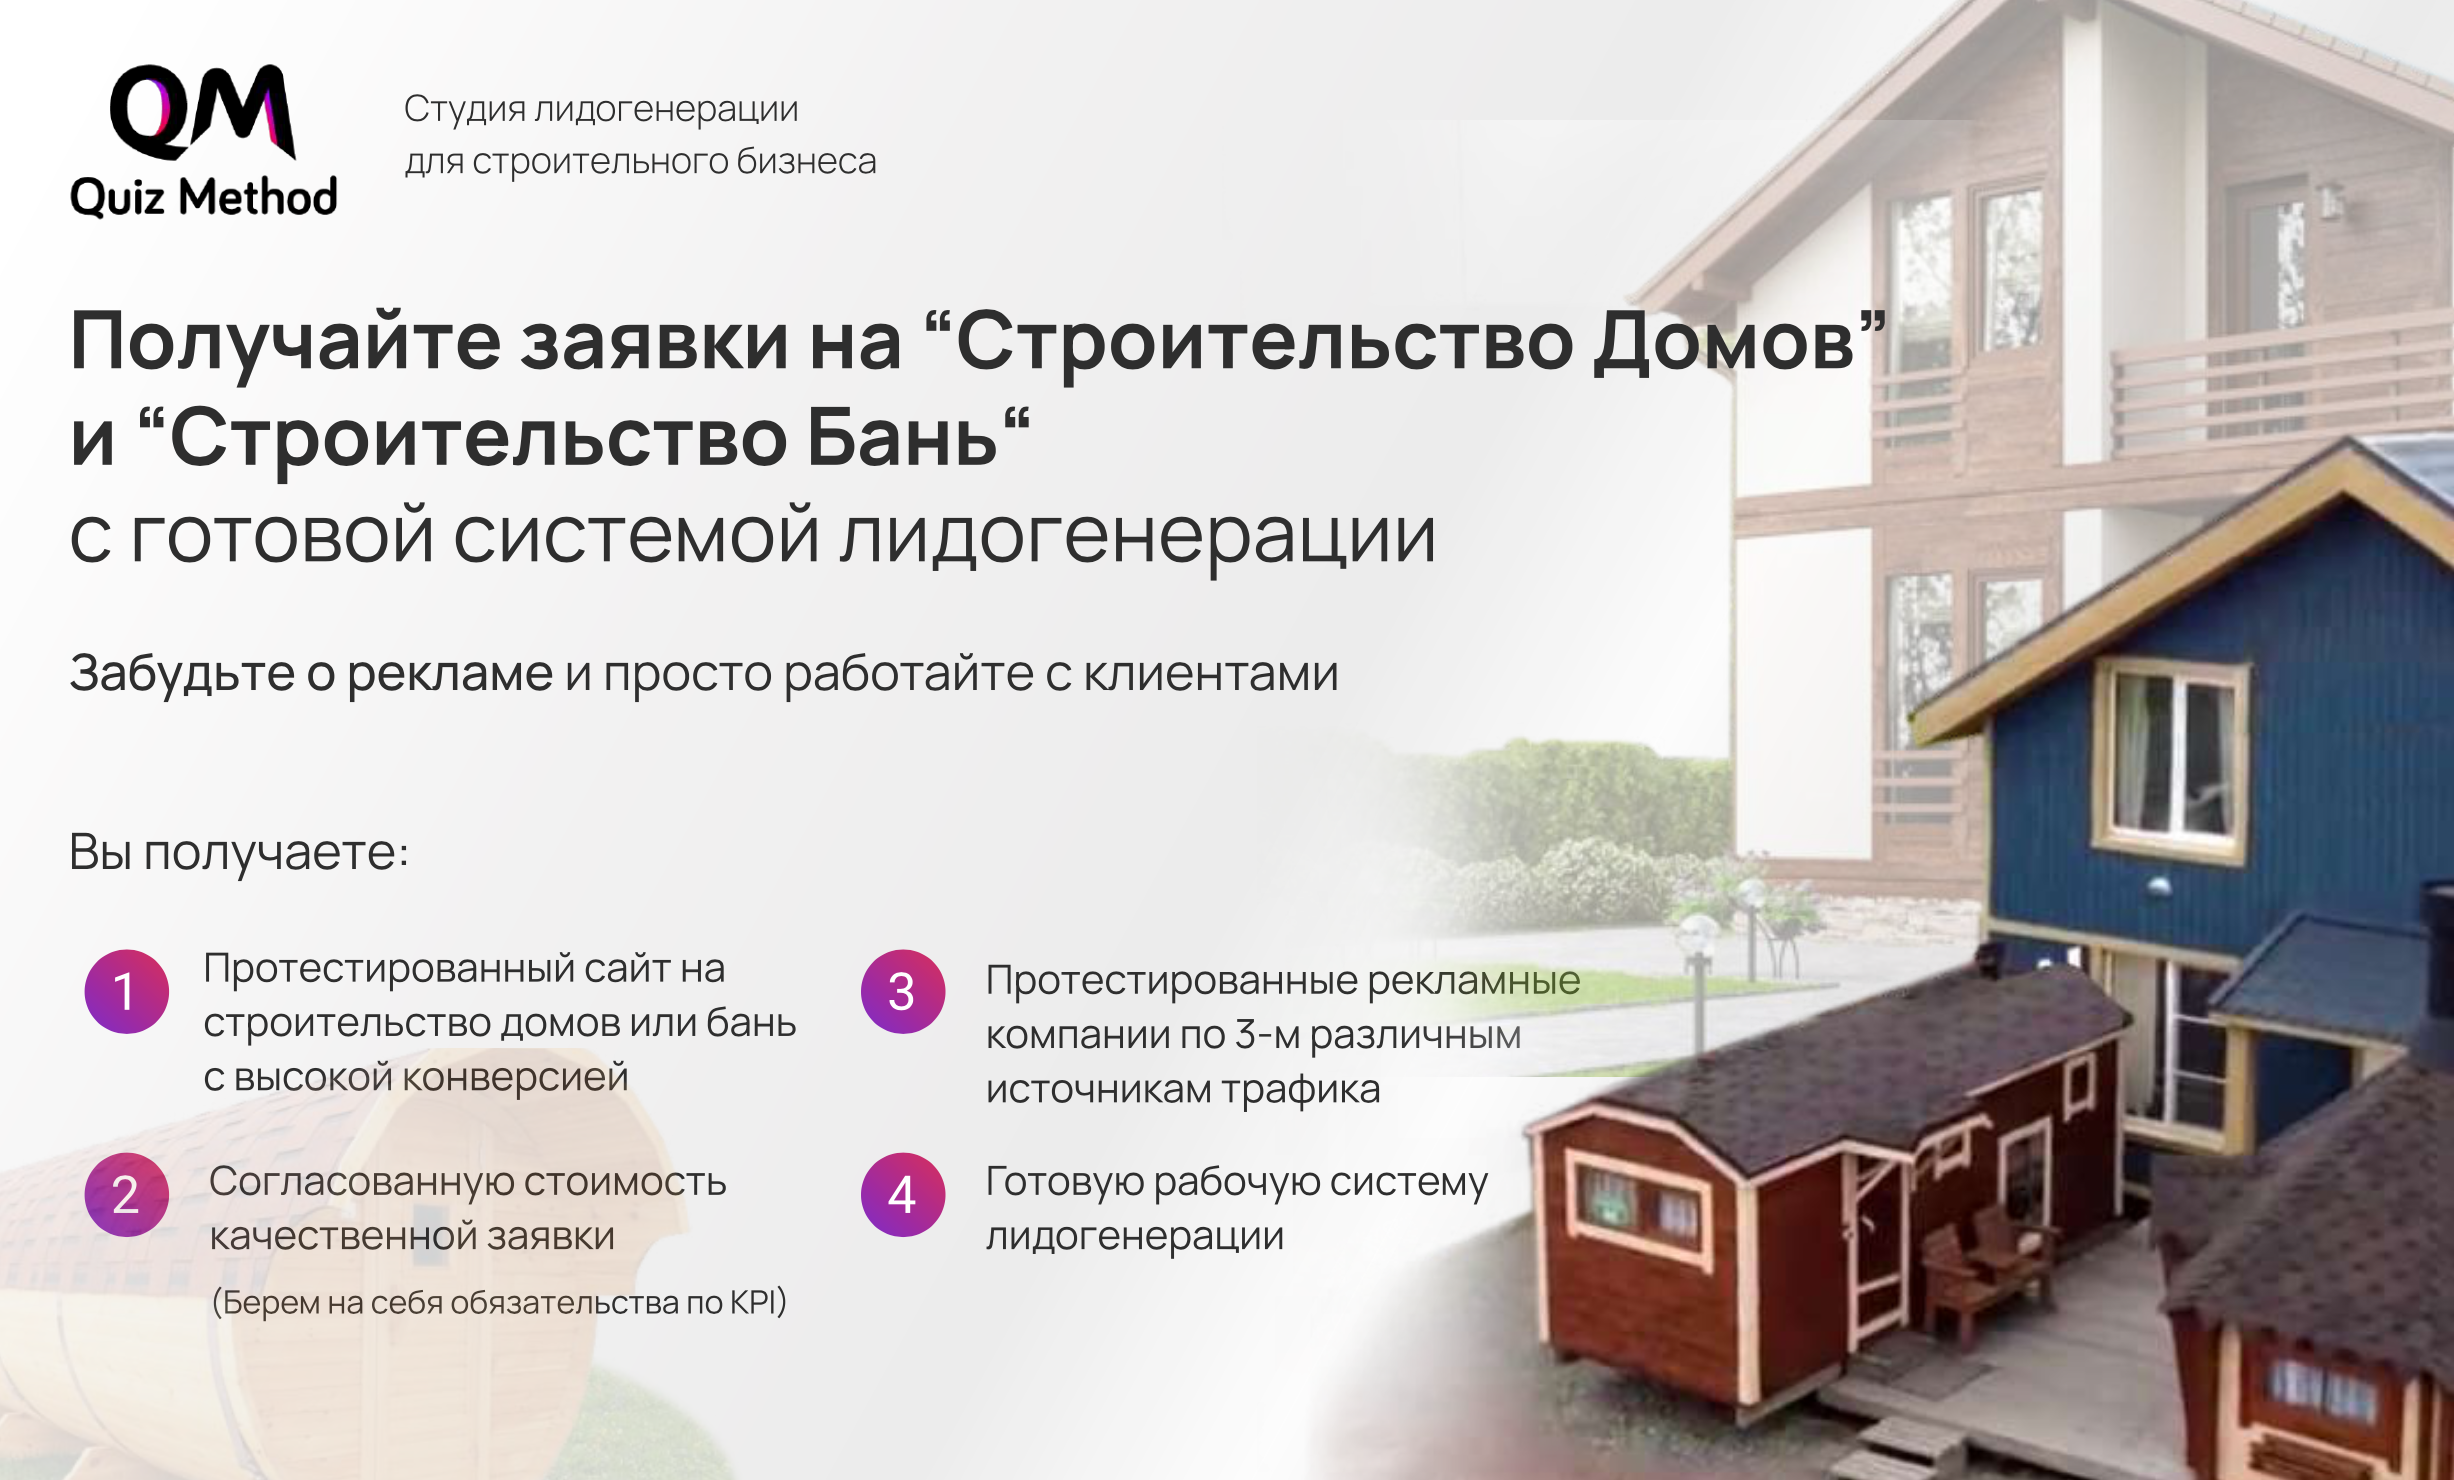 QM
Quiz Method
Студия лидогенерации
для строительного бизнеса
Получайте заявки на “Строительство Домов”
и “Строительство Бань“
с готовой системой лидогенерации
Забудьте о рекламе и просто работайте с клиентами
Вы получаете:
1
Протестированный сайт на
строительство домов или бань
с высокой конверсией
2
Согласованную стоимость
качественной заявки
(Берем на себя обязательства по KPI)
3
Протестированные рекламные
компании по 3-м различным
источникам трафика
4
Готовую рабочую систему
лидогенерации